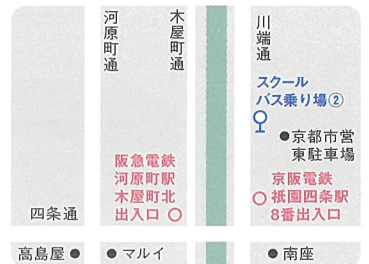 河原町通
木屋町通
川端通
スクール
バス乗り場②
●京都市営
東駐車場
阪急電鉄
河原町駅
木屋町北
出入口○
京阪電鉄
○祇園四条駅
8番出入口
四条通
高島屋●
●マルイ
●南座